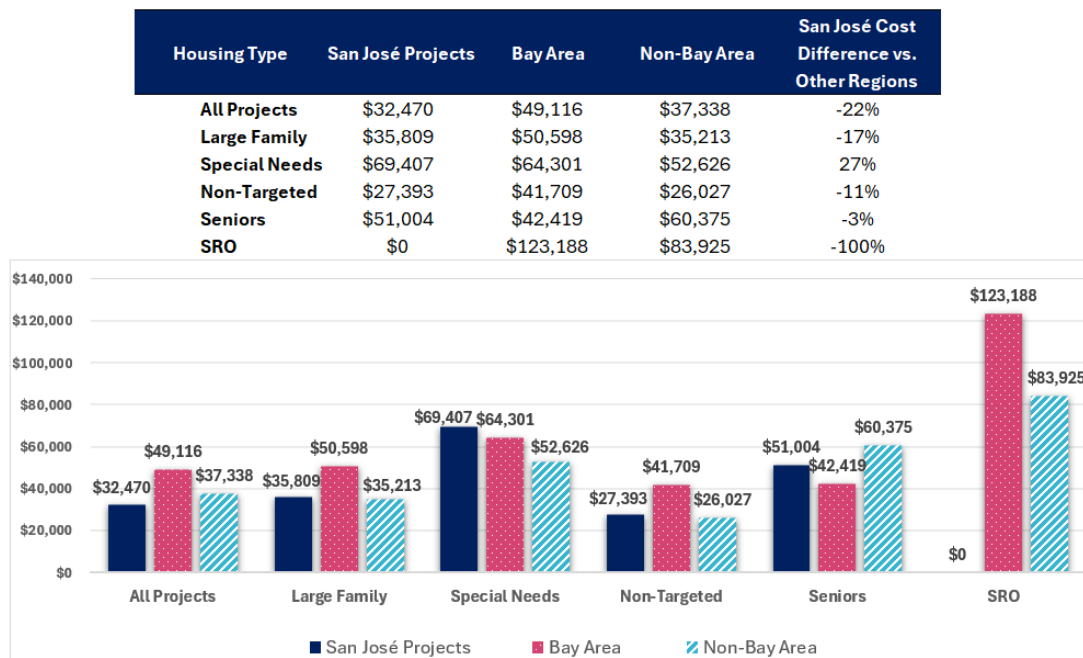 San José Cost
Housing Type San José Projects Bay Area Non-Bay Area Difference vs.
Other Regions
All Projects $32,470 $49,116 $37,338 -22%
Large Family $35,809 $50,598 $35,213 -17%
Special Needs $69,407 $64,301 $52,626 27%
Non-Targeted $27,393 $41,709 $26,027 -11%
Seniors $51,004 $42,419 $60,375 -3%
SRO $0 $123,188 $83,925 -100%
$140,000
$120,000
$100,000
$80,000
$60,000
$40,000
$20,000
$0
$32,470 $49,116 $37,338
$35,809 $50,598 $35,213
$69,407 $64,301 $52,626
$27,393 $41,709 $26,027
$51,004 $42,419 $60,375
$0 $123,188 $83,925
All Projects Large Family Special Needs Non-Targeted Seniors SRO
San José Projects Bay Area Non-Bay Area